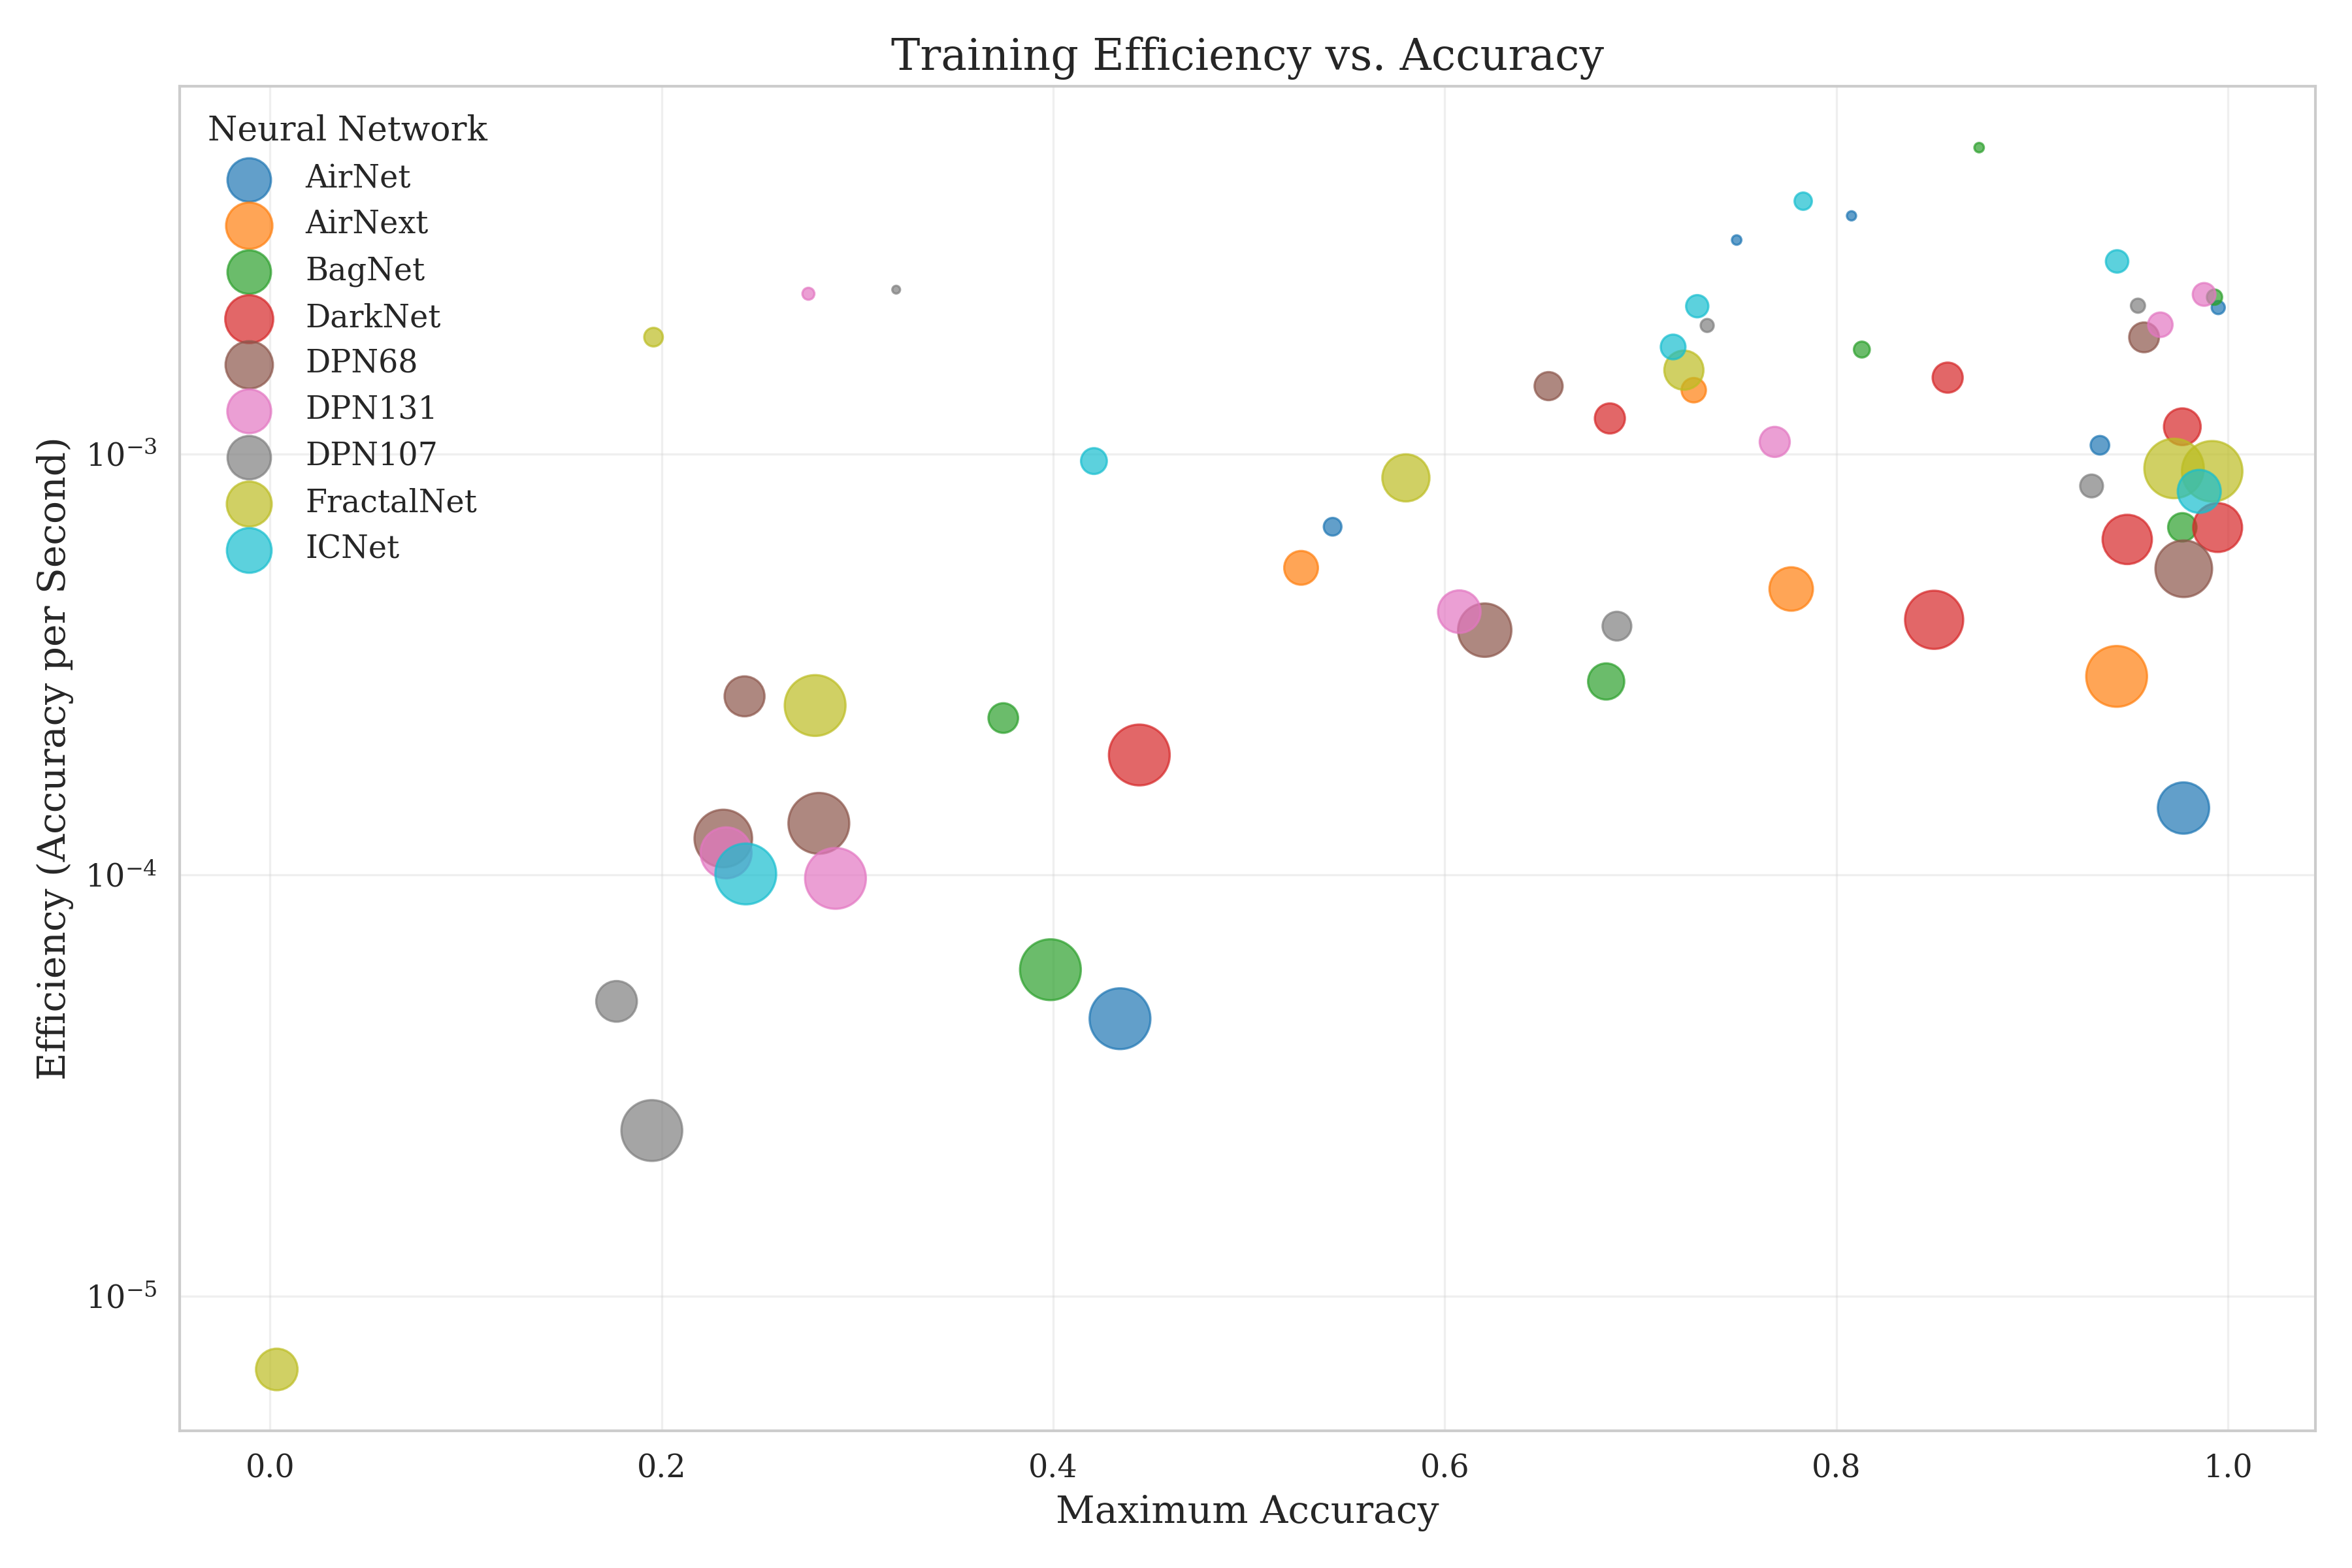 Training Efficiency vs. Accuracy
Neural Network
AirNet
AirNext
BagNet
DarkNet
DPN68
DPN131
DPN107
FractalNet
ICNet
Efficiency (Accuracy per Second)
10⁻³
10⁻⁴
10⁻⁵
0.0 0.2 0.4 0.6 0.8 1.0
Maximum Accuracy